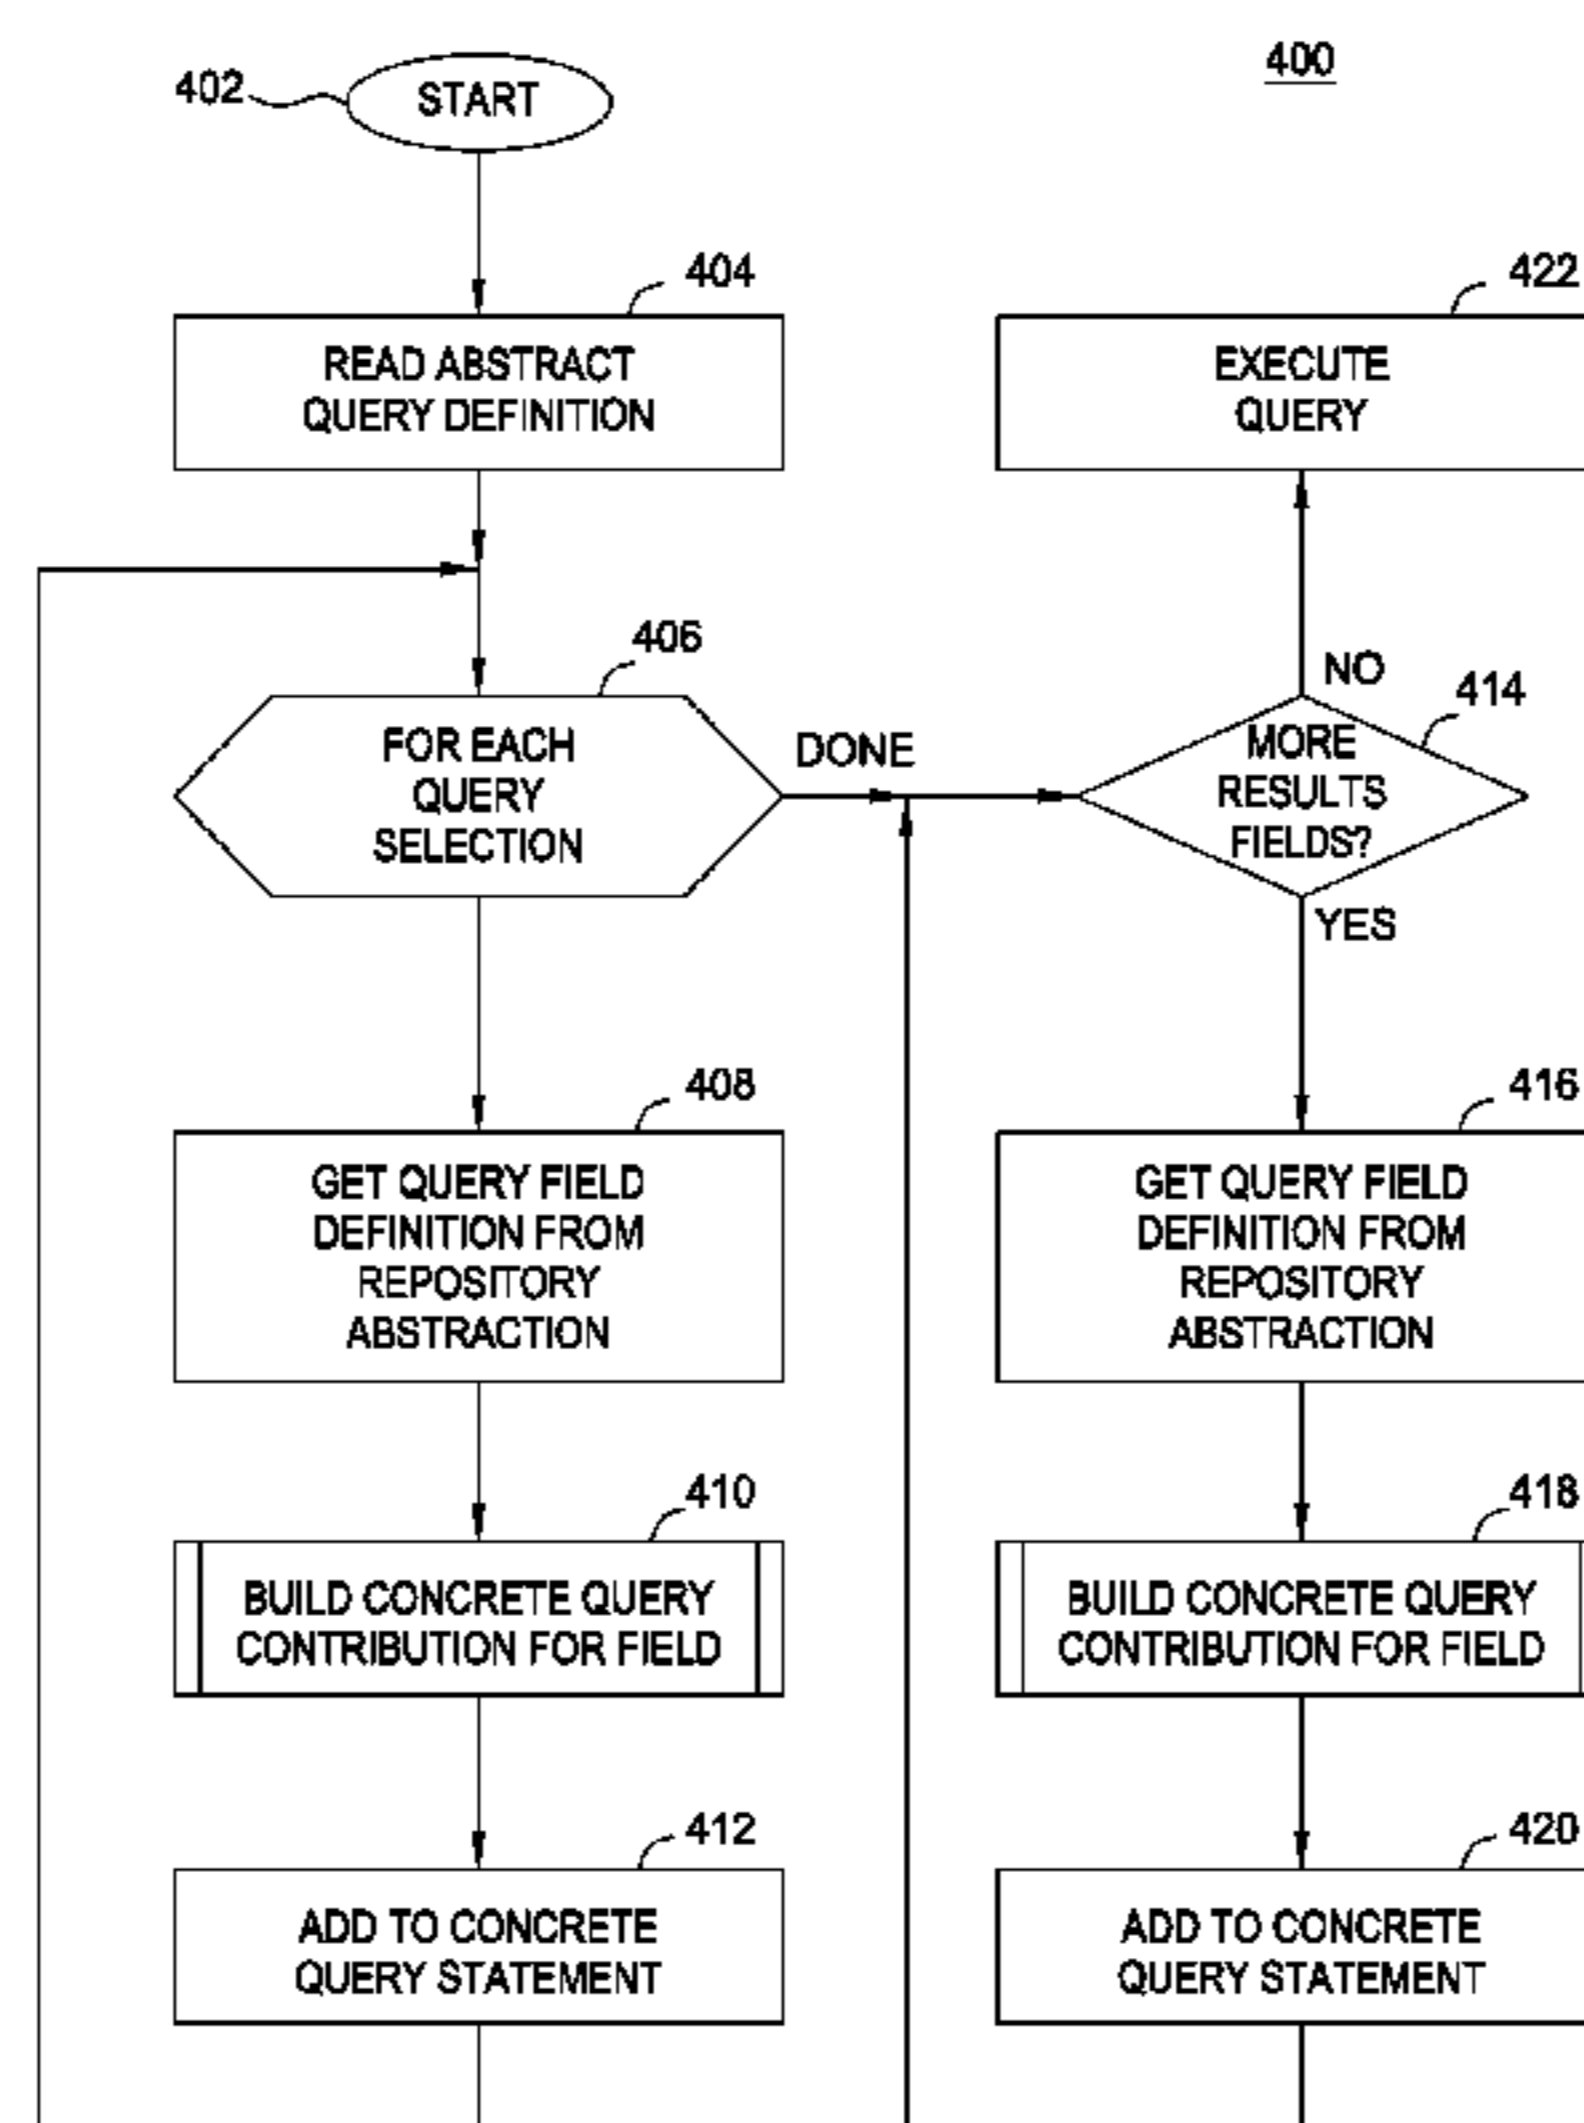 400
402
START
404
READ ABSTRACT
QUERY DEFINITION
406
FOR EACH
QUERY
SELECTION
DONE
408
GET QUERY FIELD
DEFINITION FROM
REPOSITORY
ABSTRACTION
410
BUILD CONCRETE QUERY
CONTRIBUTION FOR FIELD
412
ADD TO CONCRETE
QUERY STATEMENT
422
EXECUTE
QUERY
NO
414
MORE
RESULTS
FIELDS?
YES
416
GET QUERY FIELD
DEFINITION FROM
REPOSITORY
ABSTRACTION
418
BUILD CONCRETE QUERY
CONTRIBUTION FOR FIELD
420
ADD TO CONCRETE
QUERY STATEMENT